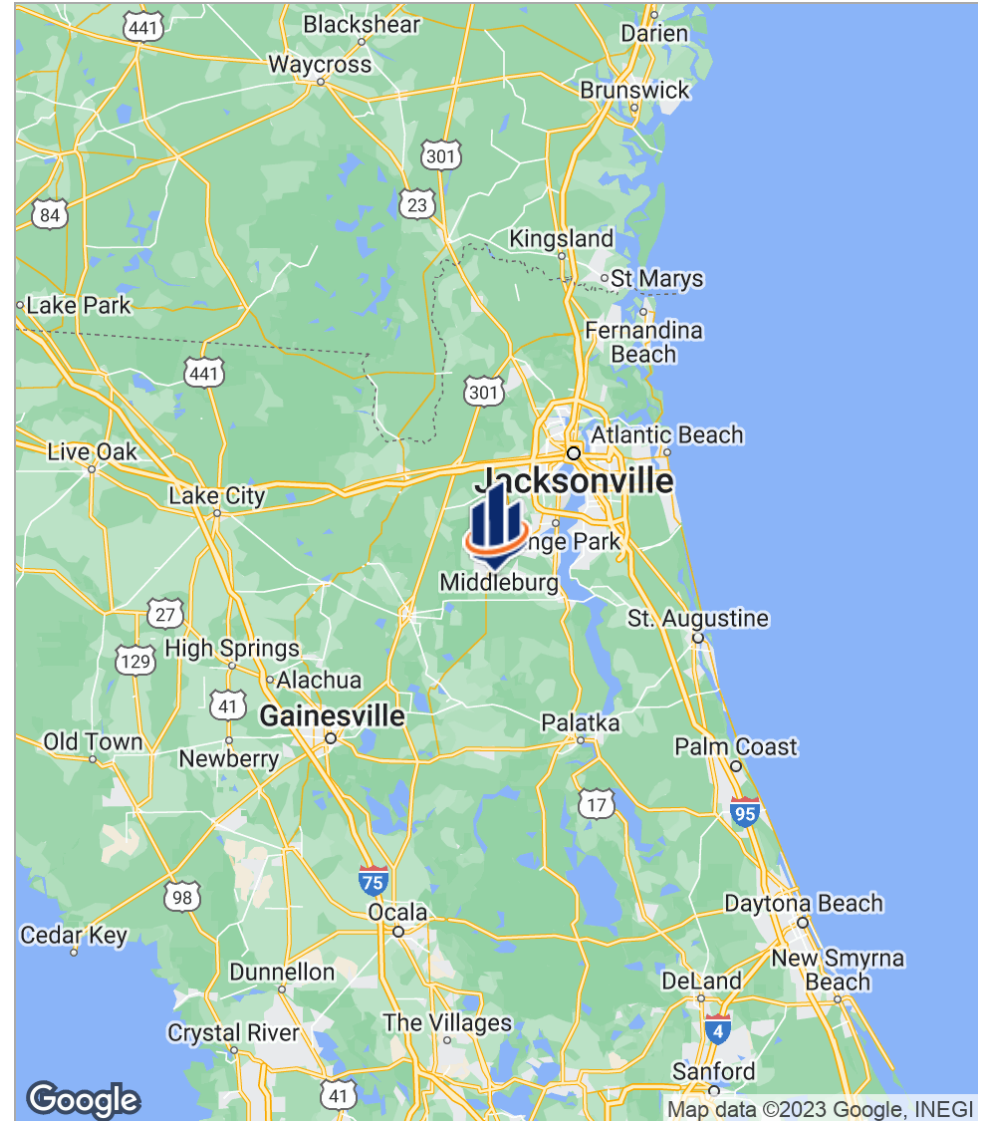 441
Blackshear
Darien
Waycross
Brunswick
301
23
84
Kingsland
St Marys
Lake Park
Fernandina
Beach
441
301
Atlantic Beach
Live Oak
Jacksonville
Lake City
nge Park
Middleburg
27
St. Augustine
High Springs
129
Alachua
41
Gainesville
Palatka
Old Town
Palm Coast
Newberry
17
95
75
98
Daytona Beach
Ocala
Cedar Key
New Smyrna
Beach
Dunnellon
DeLand
The Villages
Crystal River
4
Sanford
41
Google
Map data ©2023 Google, INEGI